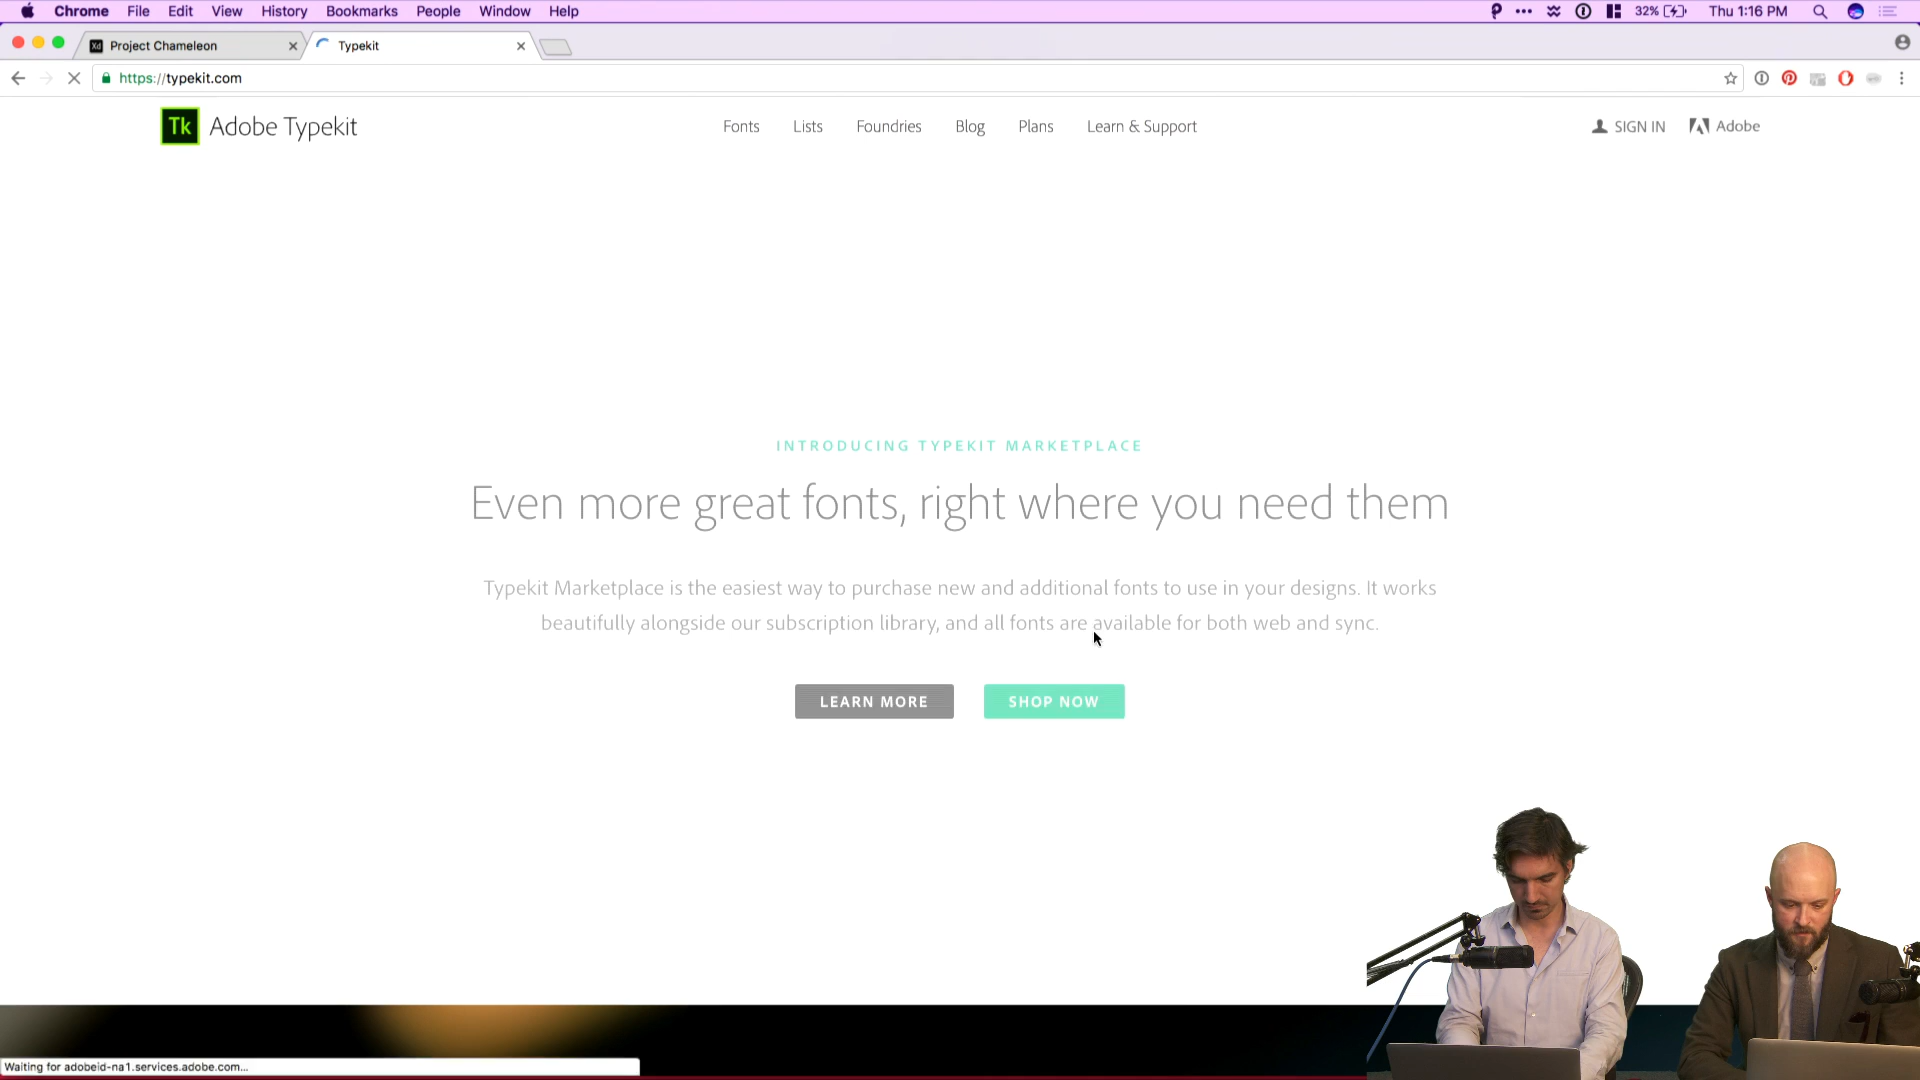 Chrome File Edit View History Bookmarks People Window Help 32% Thu 1:16 PM
Xd Project Chameleon Typekit
https://typekit.com
Tk Adobe Typekit Fonts Lists Foundries Blog Plans Learn & Support SIGN IN Adobe
INTRODUCING TYPEKIT MARKETPLACE
Even more great fonts, right where you need them
Typekit Marketplace is the easiest way to purchase new and additional fonts to use in your designs. It works
beautifully alongside our subscription library, and all fonts are available for both web and sync.
LEARN MORE SHOP NOW
Waiting for adobeid-na1.services.adobe.com...